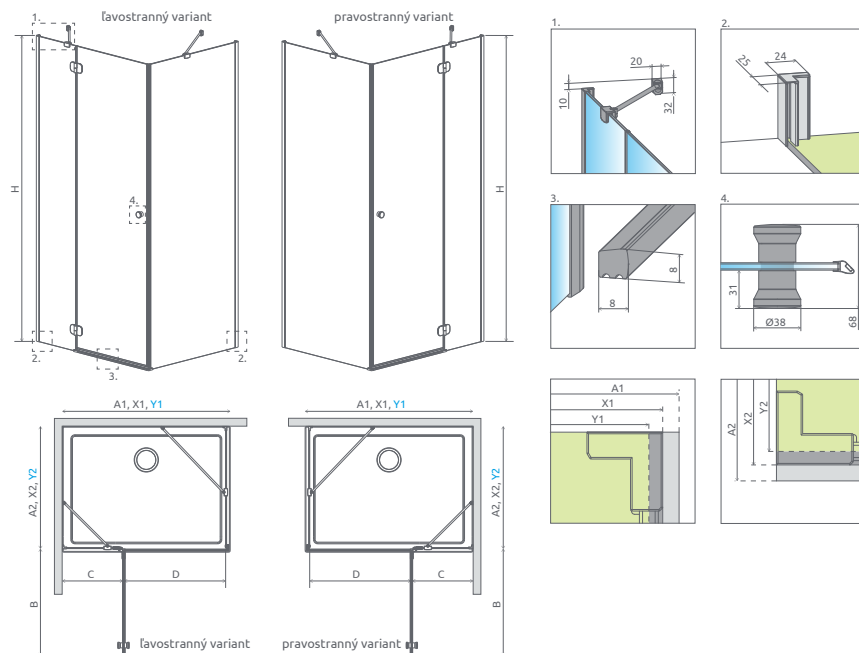 ľavostranný variant
pravostranný variant
1.
H
4.
2.
3.
2.
H
1.
20
10
32
2.
24
25
3.
8
8
4.
31
Ø38
68
A1, X1, Y1
A2, X2, Y2
C
D
B
ľavostranný variant
A1, X1, Y1
A2, X2, Y2
D
C
B
pravostranný variant
A1
X1
Y1
A2
X2
Y2